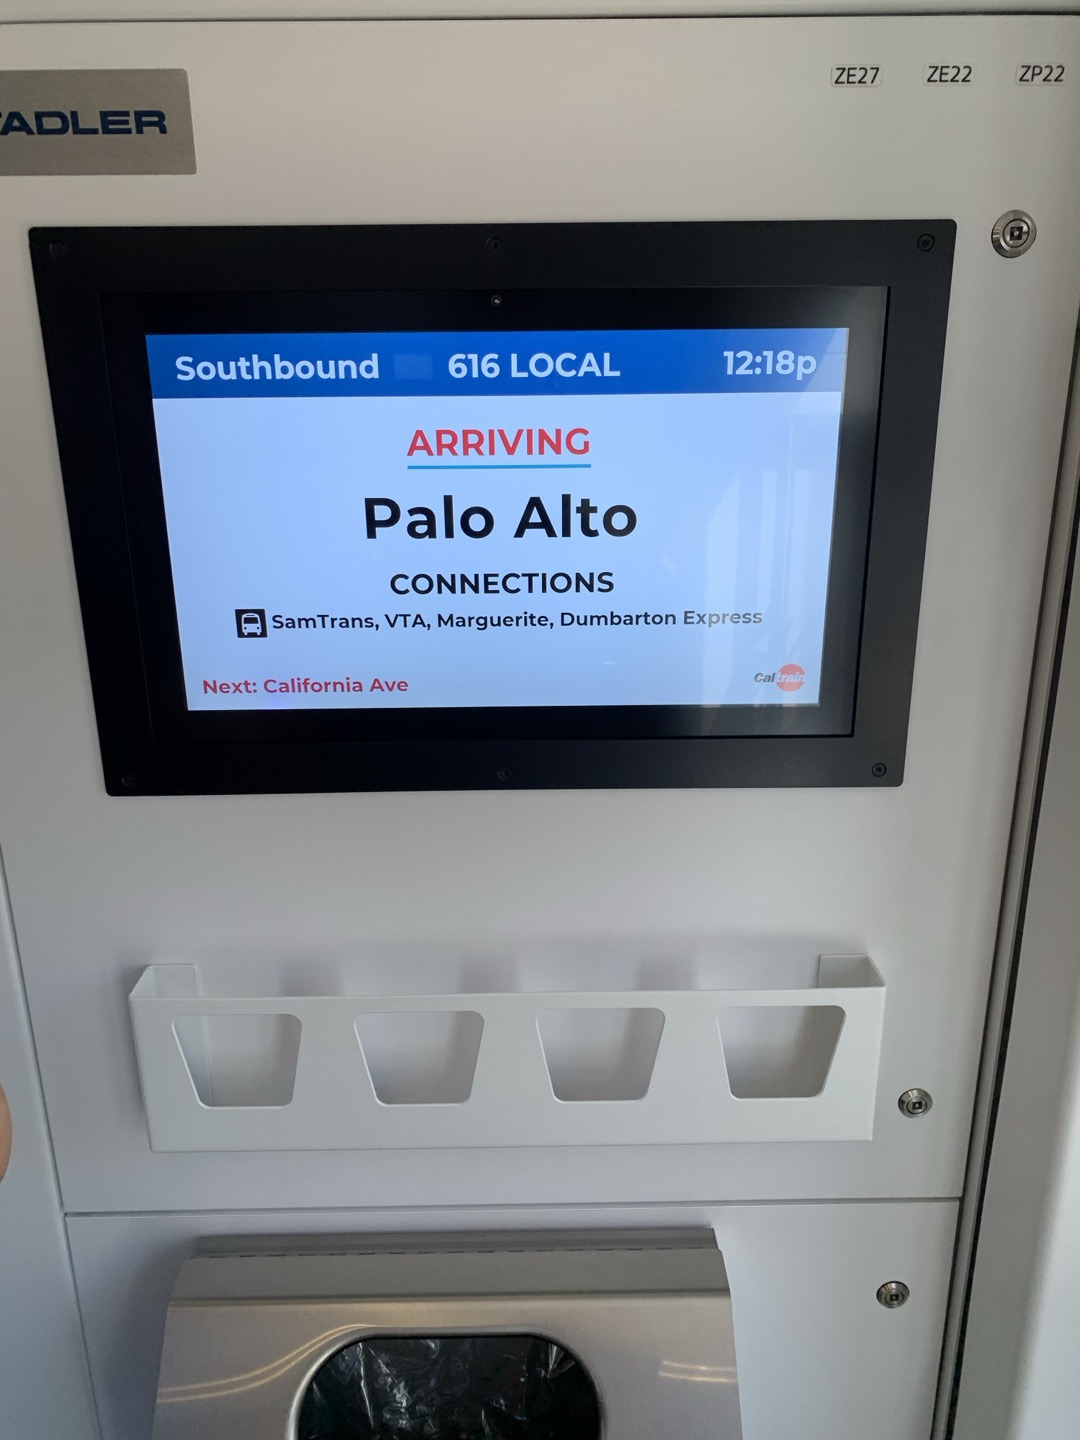 ZE27 ZE22 ZP22
TADLER
Southbound 616 LOCAL 12:18p
ARRIVING
Palo Alto
CONNECTIONS
SamTrans, VTA, Marguerite, Dumbarton Express
Next: California Ave
Caltrain